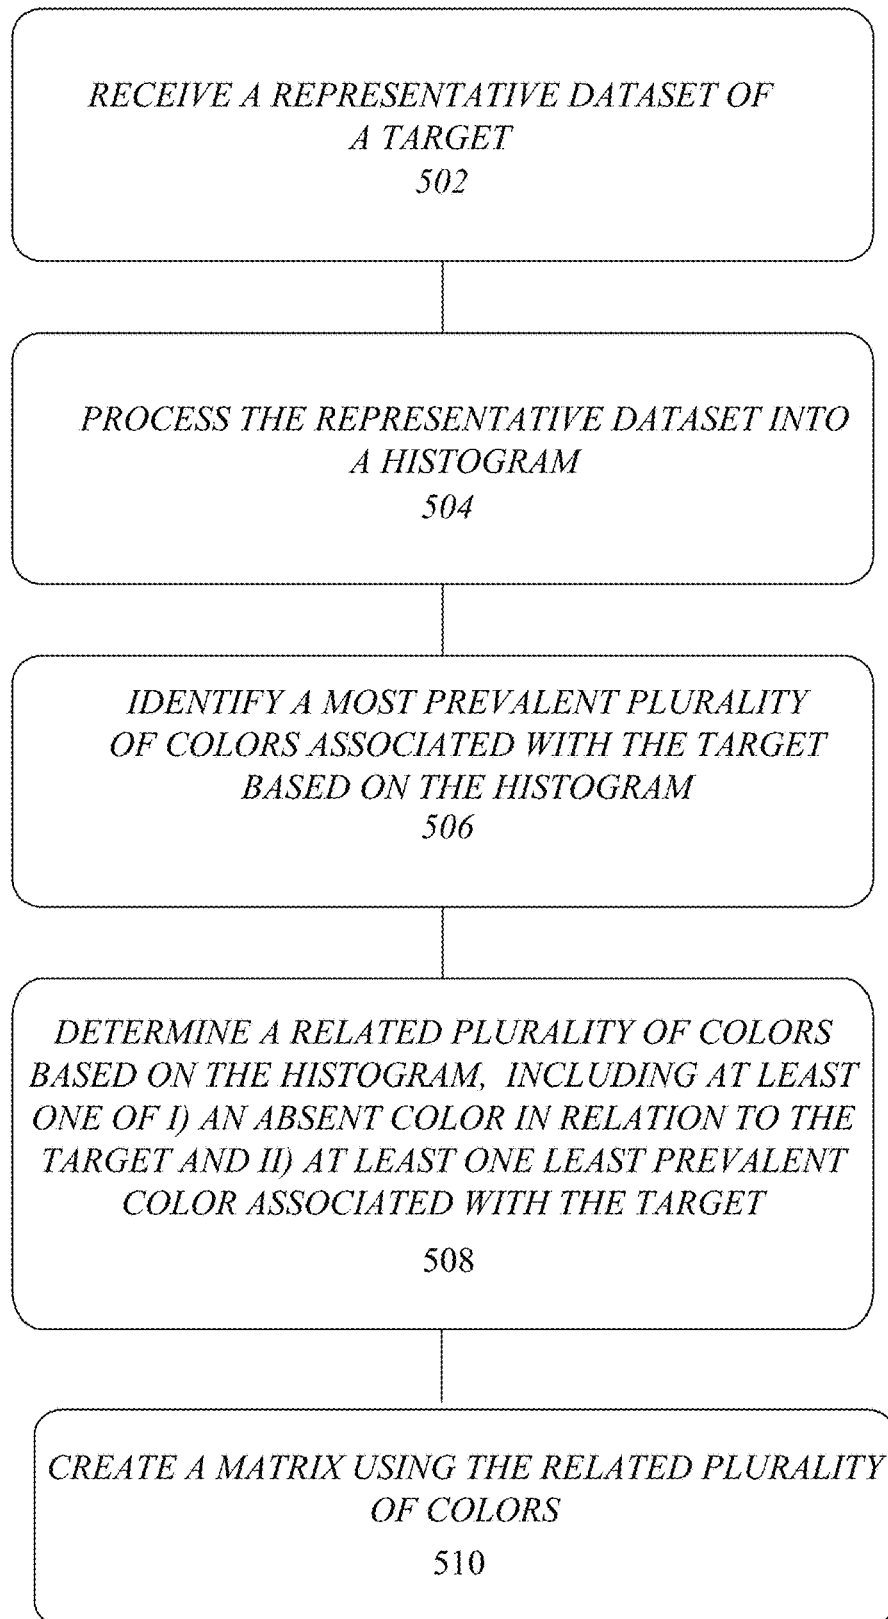 RECEIVE A REPRESENTATIVE DATASET OF
A TARGET
502
PROCESS THE REPRESENTATIVE DATASET INTO
A HISTOGRAM
504
IDENTIFY A MOST PREVALENT PLURALITY
OF COLORS ASSOCIATED WITH THE TARGET
BASED ON THE HISTOGRAM
506
DETERMINE A RELATED PLURALITY OF COLORS
BASED ON THE HISTOGRAM, INCLUDING AT LEAST
ONE OF I) AN ABSENT COLOR IN RELATION TO THE
TARGET AND II) AT LEAST ONE LEAST PREVALENT
COLOR ASSOCIATED WITH THE TARGET
508
CREATE A MATRIX USING THE RELATED PLURALITY
OF COLORS
510